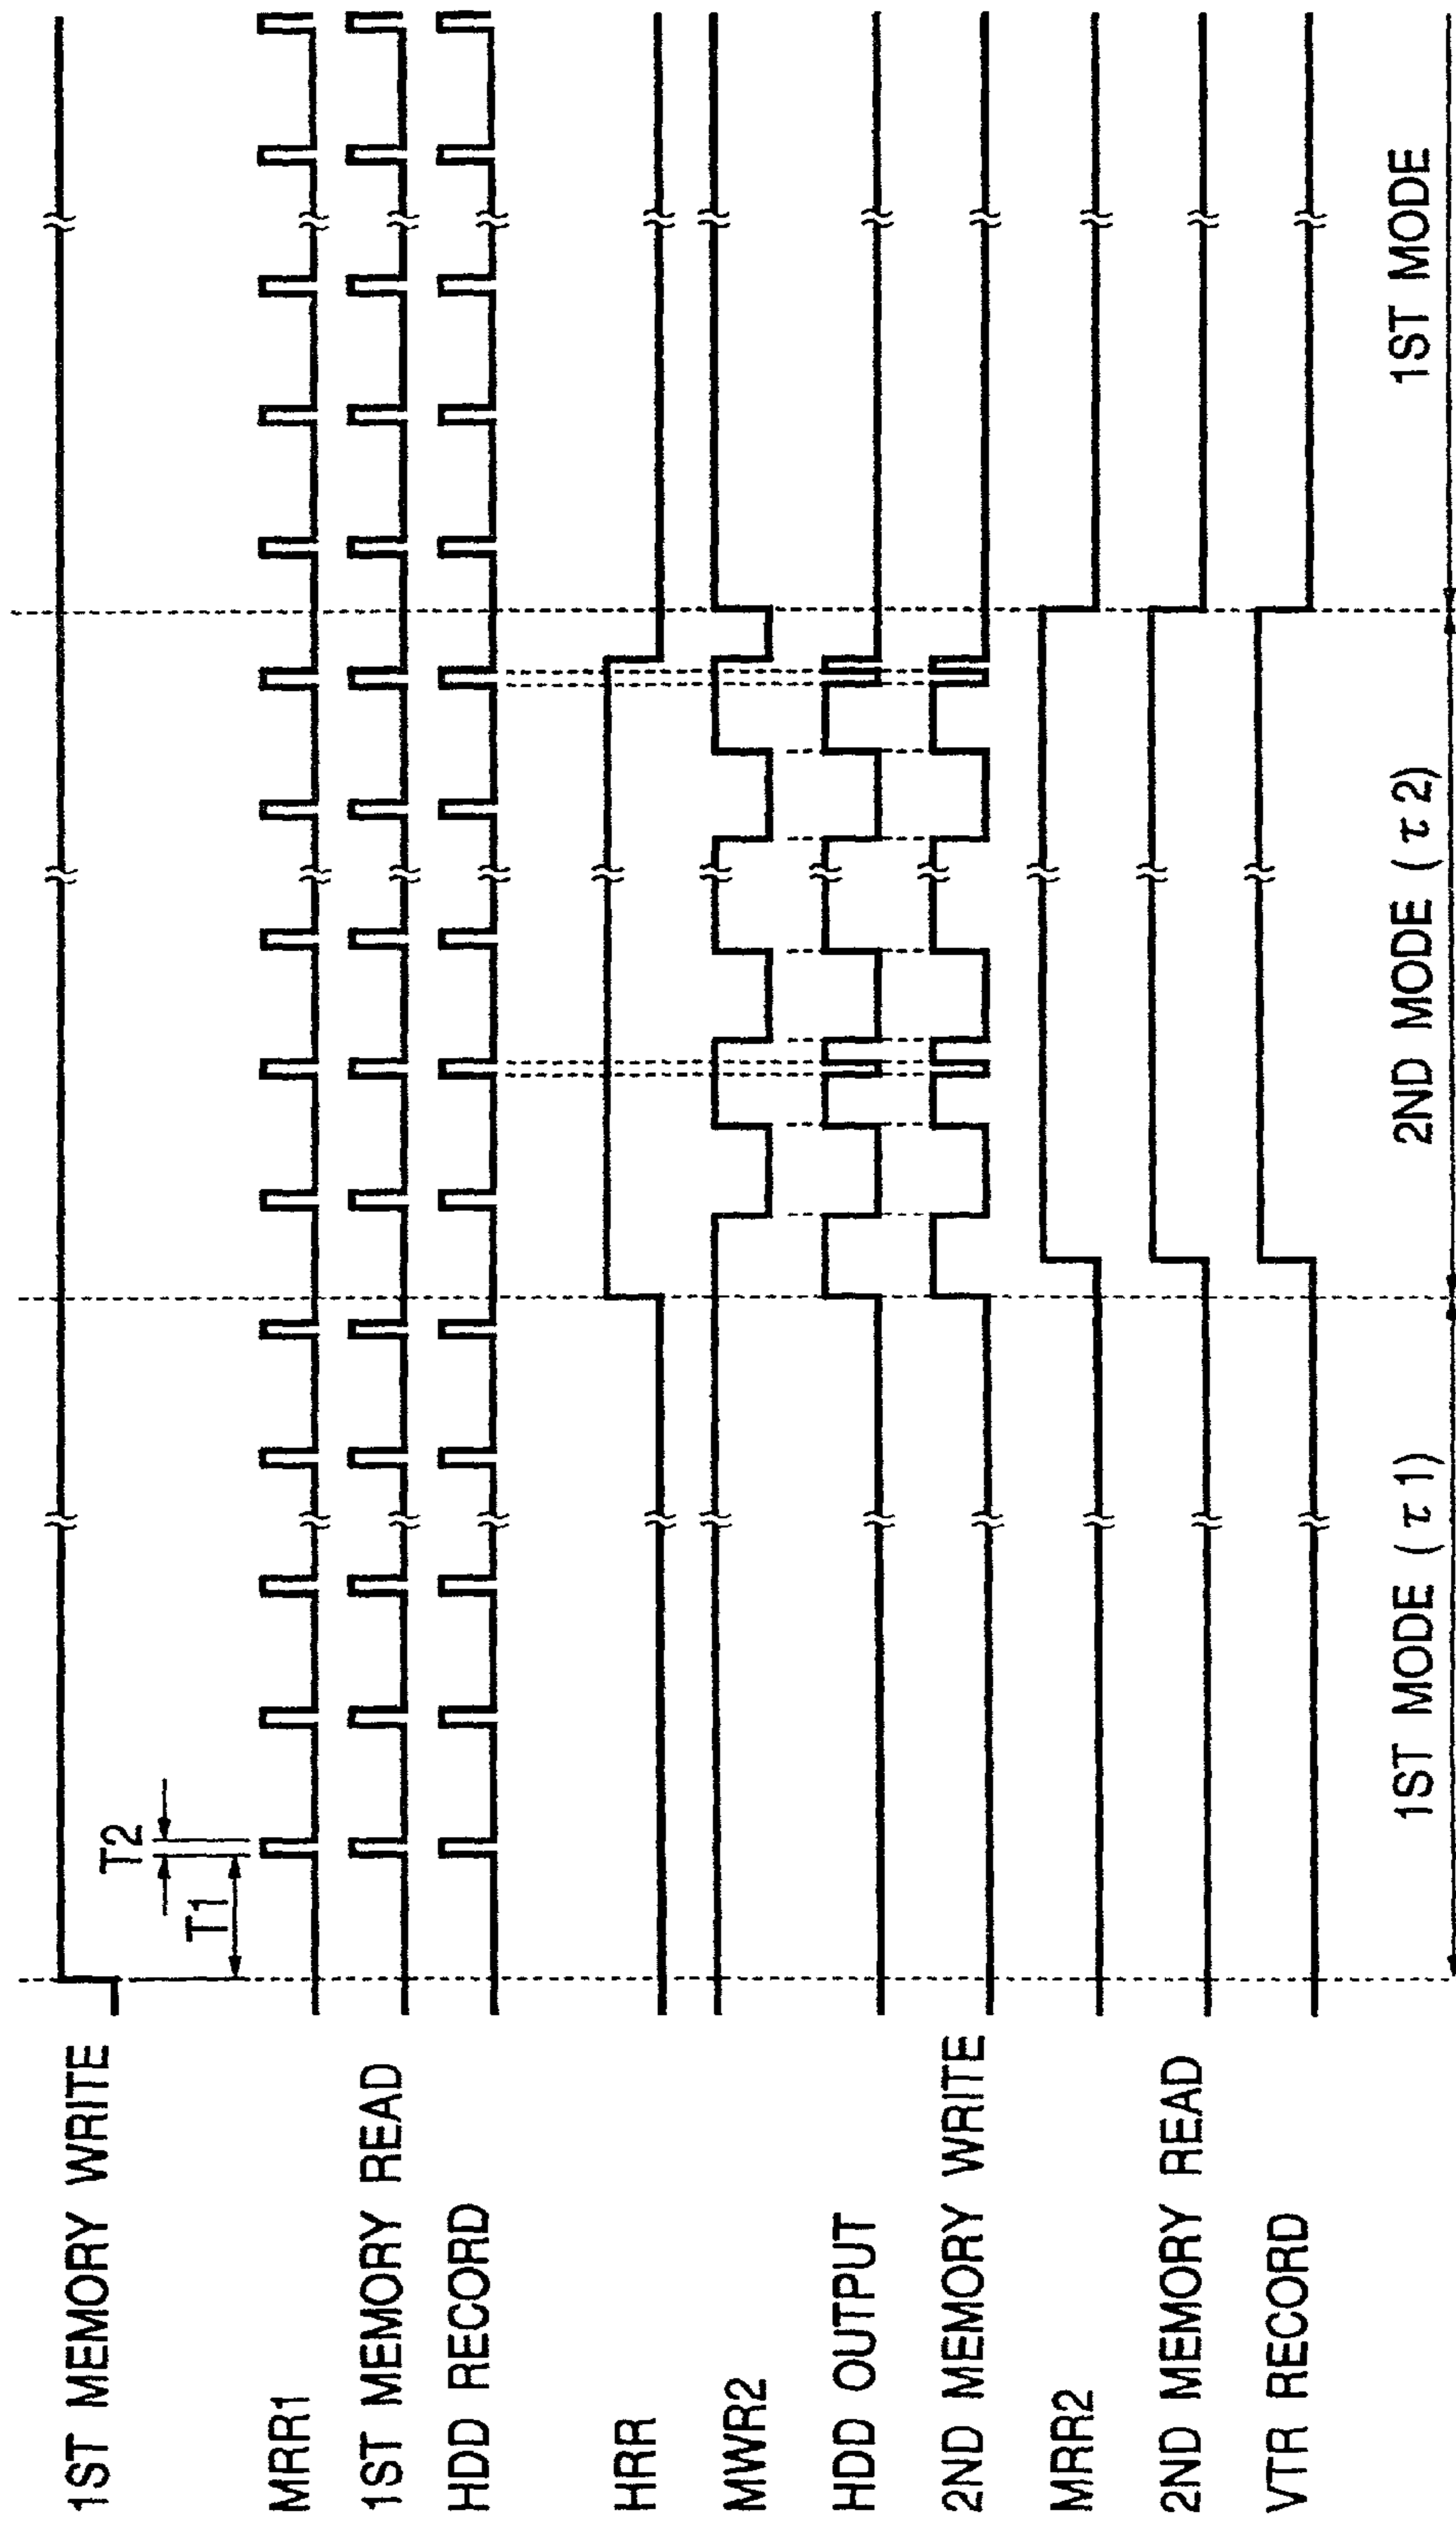 1ST MEMORY WRITE
T2
T1
MRR1
1ST MEMORY READ
HDD RECORD
HRR
MWR2
HDD OUTPUT
2ND MEMORY WRITE
MRR2
2ND MEMORY READ
VTR RECORD
1ST MODE (τ1)
2ND MODE (τ2)
1ST MODE